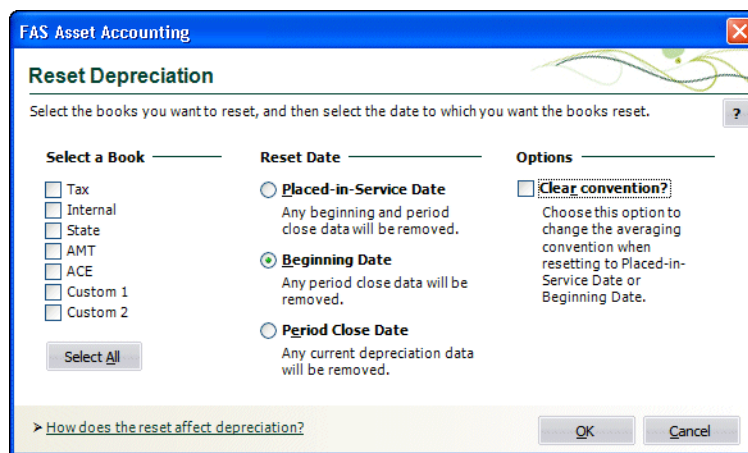 FAS Asset Accounting
Reset Depreciation
Select the books you want to reset, and then select the date to which you want the books reset.
?
Select a Book
Tax
Internal
State
AMT
ACE
Custom 1
Custom 2
Select All
Reset Date
Placed-in-Service Date
Any beginning and period
close data will be removed.
Beginning Date
Any period close data will be
removed.
Period Close Date
Any current depreciation data
will be removed.
Options
Clear convention?
Choose this option to
change the averaging
convention when
resetting to Placed-in-
Service Date or
Beginning Date.
How does the reset affect depreciation?
OK
Cancel